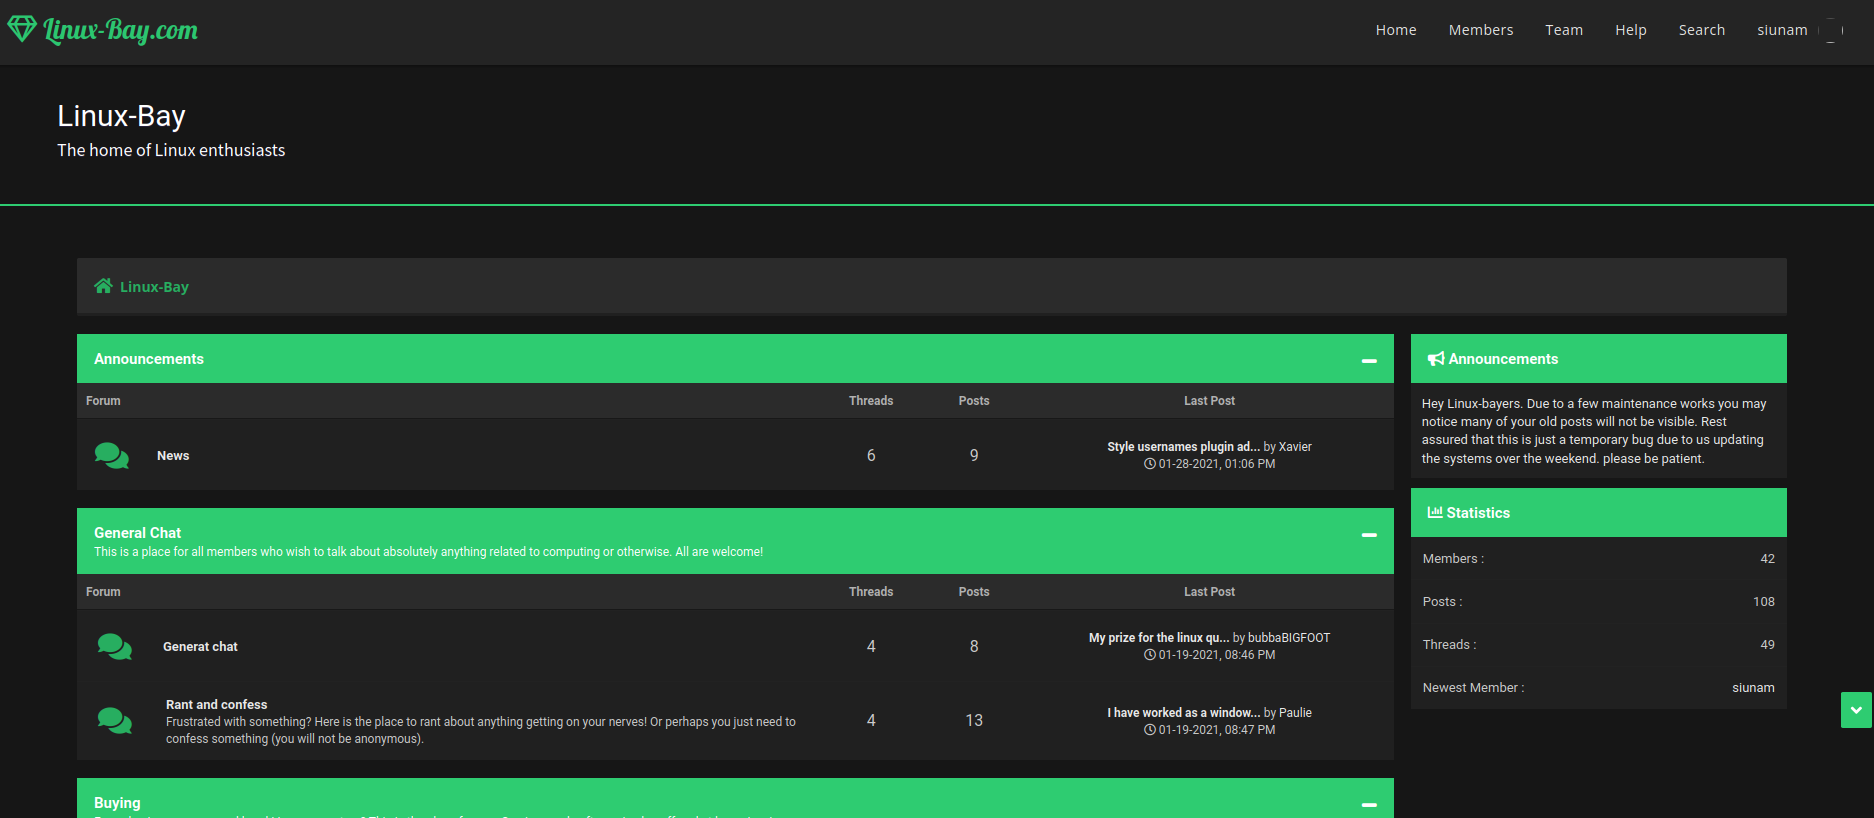 Linux-Bay.com
Home Members Team Help Search siunam
Linux-Bay
The home of Linux enthusiasts
Linux-Bay
Announcements
Forum Threads Posts Last Post
News 6 9 Style usernames plugin ad... by Xavier
01-28-2021, 01:06 PM
General Chat
This is a place for all members who wish to talk about absolutely anything related to computing or otherwise. All are welcome!
Forum Threads Posts Last Post
Generat chat 4 8 My prize for the linux qu... by bubbaBIGFOOT
01-19-2021, 08:46 PM
Rant and confess
Frustrated with something? Here is the place to rant about anything getting on your nerves! Or perhaps you just need to
confess something (you will not be anonymous).
4 13 I have worked as a window... by Paulie
01-19-2021, 08:47 PM
Buying
Announcements
Hey Linux-bayers. Due to a few maintenance works you may
notice many of your old posts will not be visible. Rest
assured that this is just a temporary bug due to us updating
the systems over the weekend. please be patient.
Statistics
Members : 42
Posts : 108
Threads : 49
Newest Member : siunam